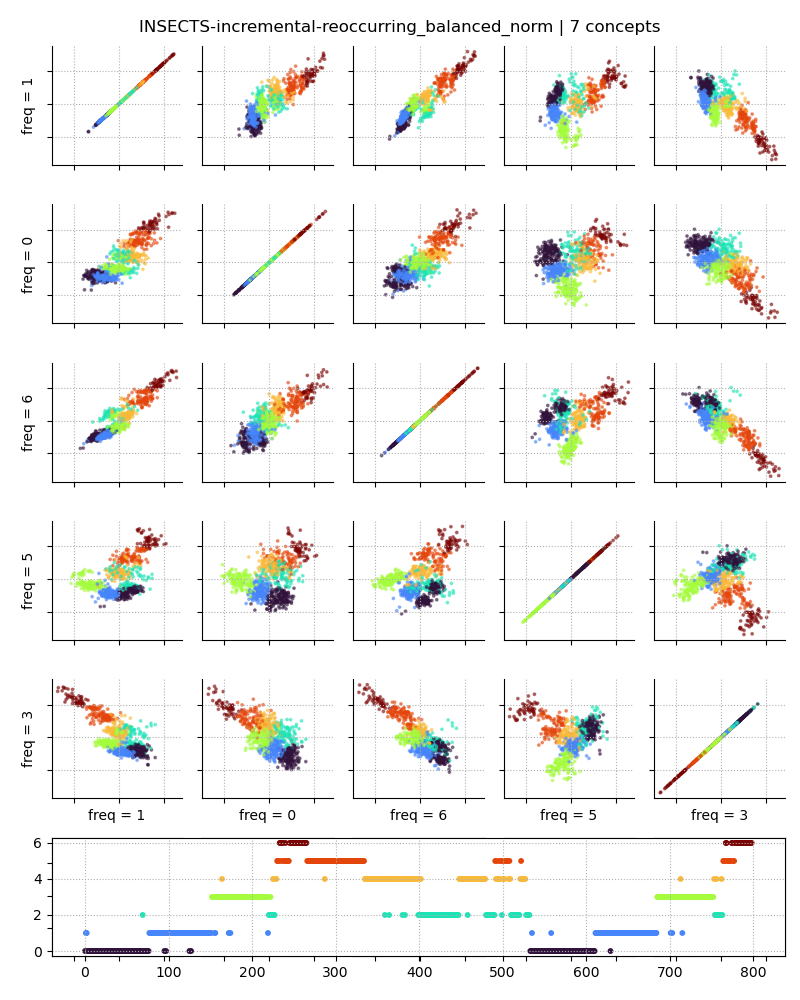 INSECTS-incremental-reoccurring_balanced_norm | 7 concepts
freq = 1
freq = 0
freq = 6
freq = 5
freq = 3
freq = 1 freq = 0 freq = 6 freq = 5 freq = 3
6
4
2
0
0 100 200 300 400 500 600 700 800